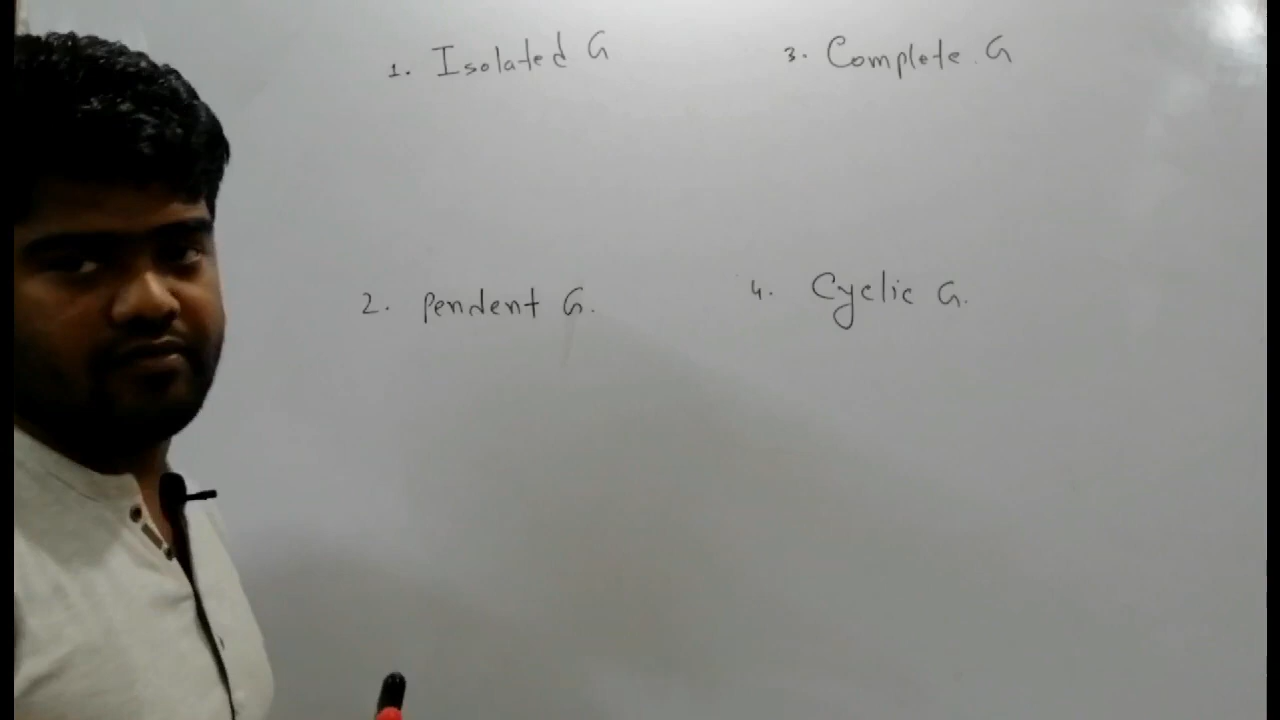 1. Isolated G
2. Pendent G.
3. Complete. G
4. Cyclic G.